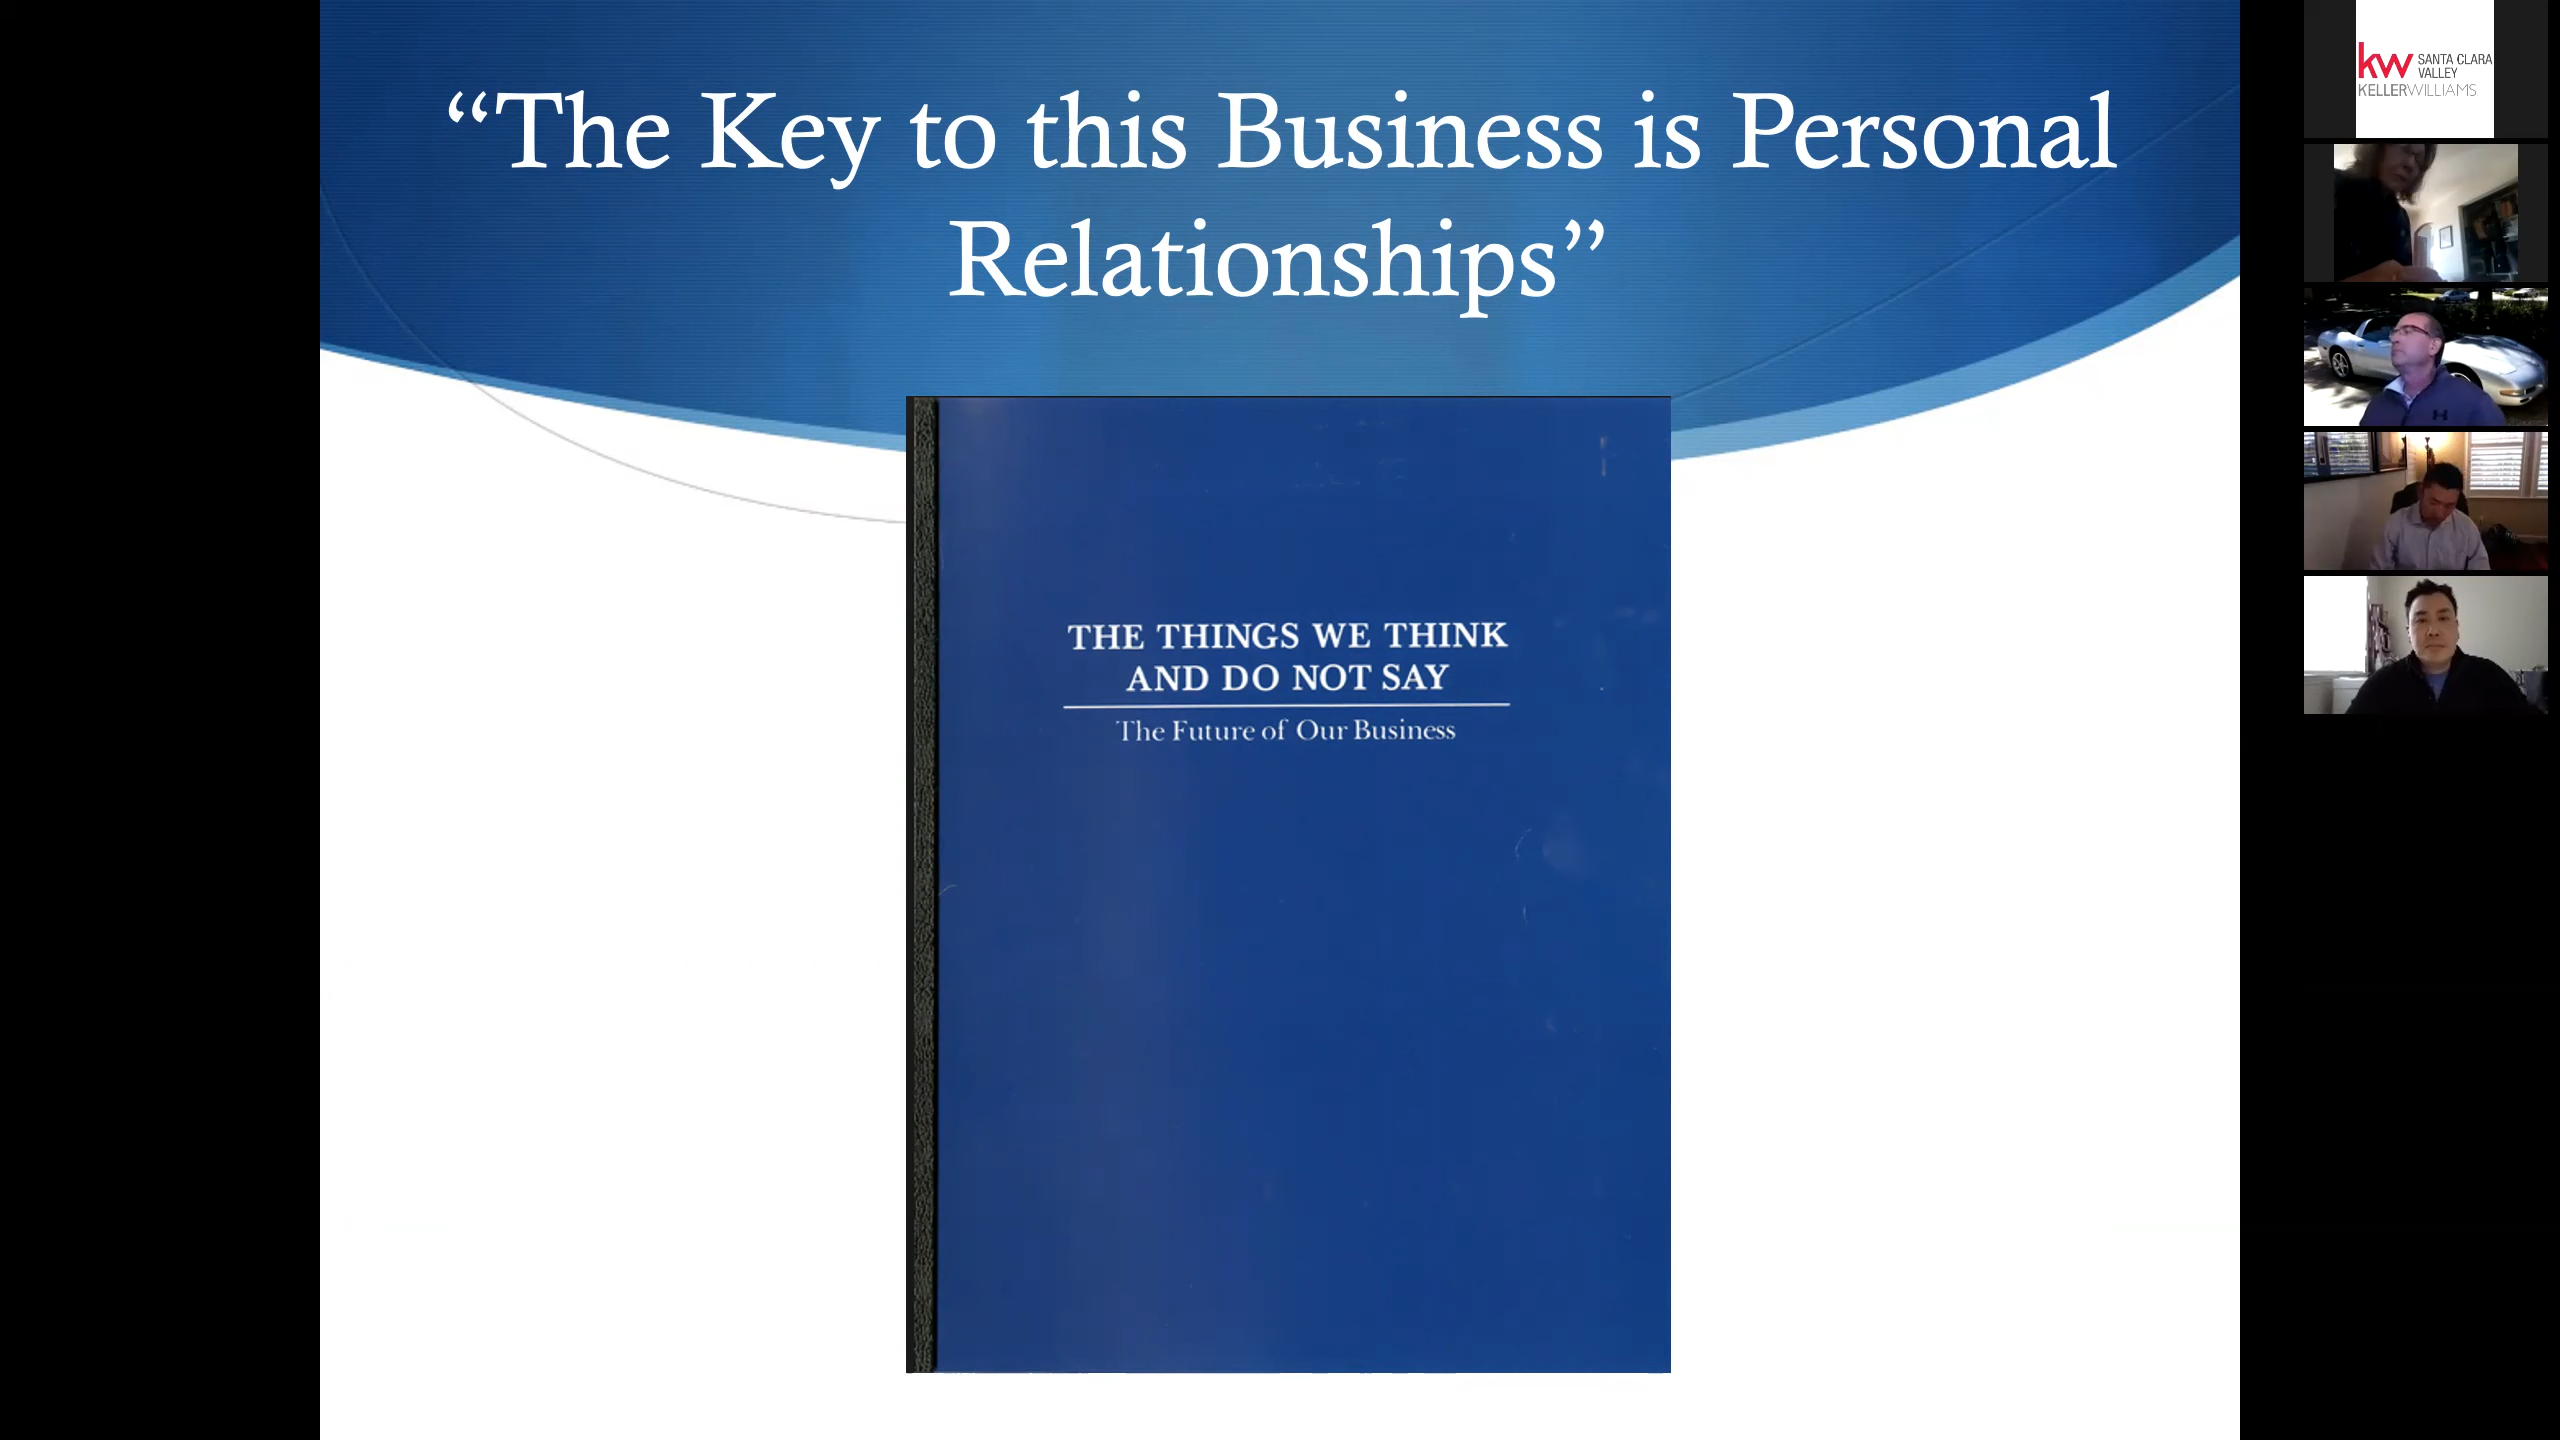 “The Key to this Business is Personal
Relationships”
THE THINGS WE THINK
AND DO NOT SAY
The Future of Our Business
kw SANTA CLARA
VALLEY
KELLERWILLIAMS